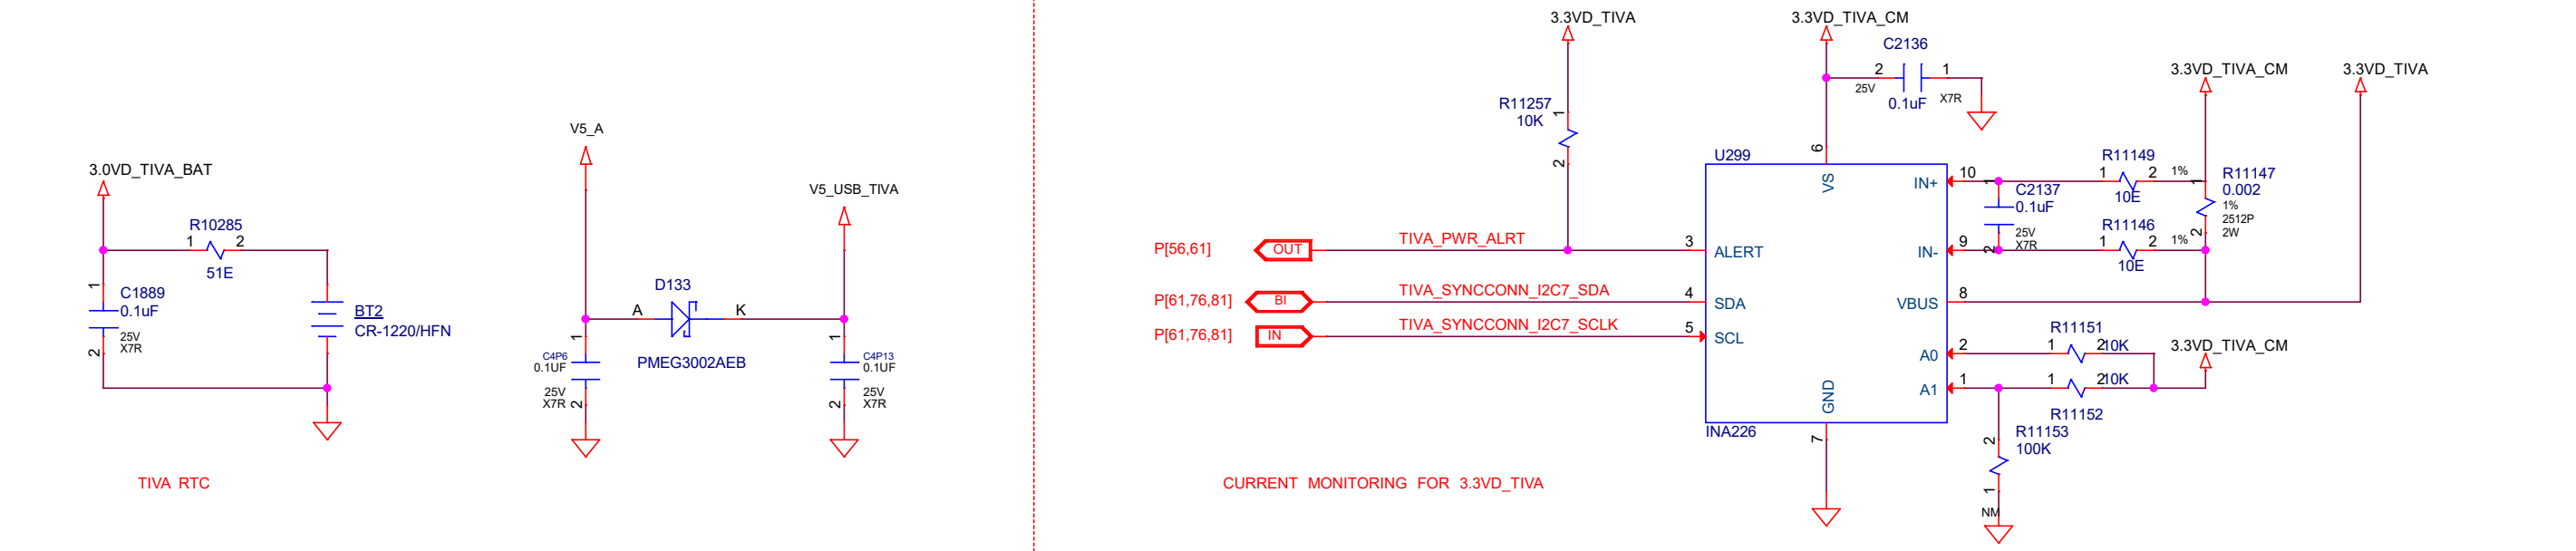 3.0VD_TIVA_BAT
R10285
1 2
51E
1
C1889
0.1uF
25V
X7R
2
BT2
CR-1220/HFN
TIVA RTC
V5_A
V5_USB_TIVA
D133
A K
PMEG3002AEB
1
C4P6
0.1UF
25V
X7R
2
1
C4P13
0.1UF
25V
X7R
2
3.3VD_TIVA
R11257
10K
1
2
3.3VD_TIVA_CM
C2136
2 1
25V
0.1uF
X7R
3.3VD_TIVA_CM
3.3VD_TIVA
P[56,61]
OUT
TIVA_PWR_ALRT
P[61,76,81]
BI
TIVA_SYNCCONN_I2C7_SDA
P[61,76,81]
IN
TIVA_SYNCCONN_I2C7_SCLK
U299
6
VS
3
ALERT
4
SDA
5
SCL
IN+
10
IN-
9
VBUS
8
A0
2
A1
1
GND
7
INA226
1
C2137
0.1uF
25V
X7R
2
R11149
1 2
1%
10E
R11146
1 2
1%
10E
1
R11147
0.002
1%
2512P
2W
2
R11151
1 2
10K
3.3VD_TIVA_CM
1 2
10K
R11152
2
R11153
100K
1
NM
CURRENT MONITORING FOR 3.3VD_TIVA